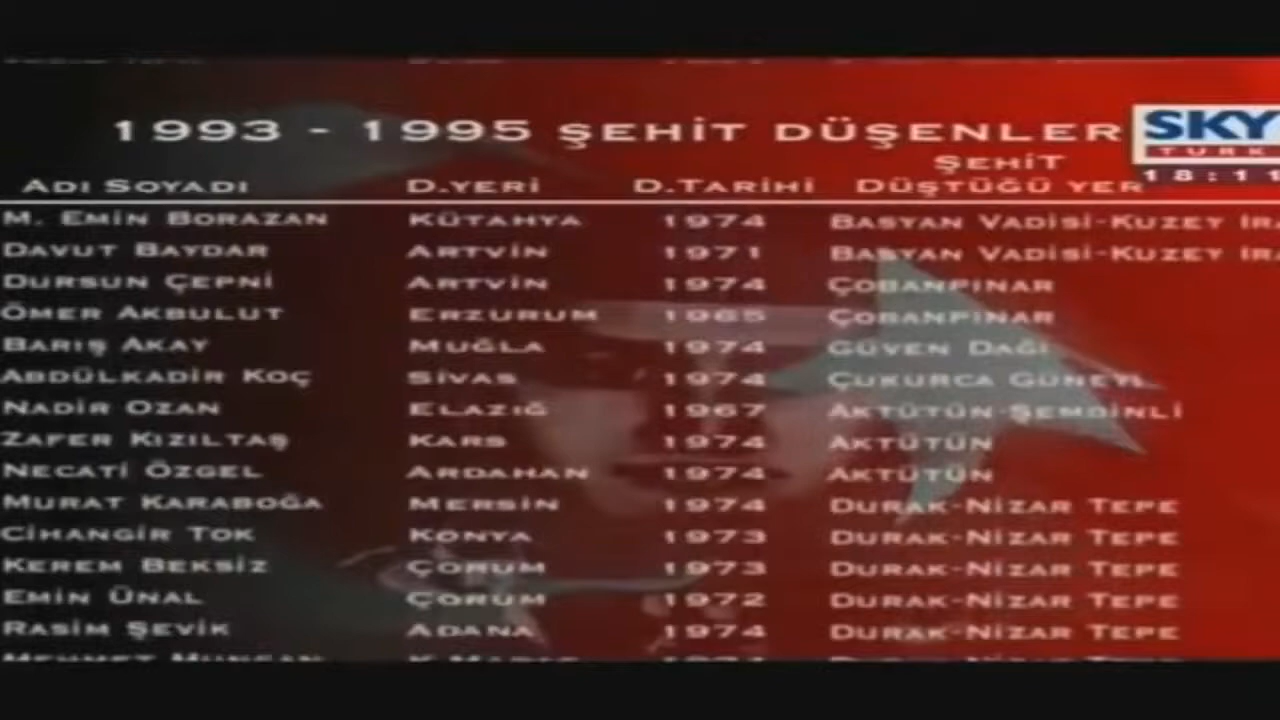 1993 - 1995 ŞEHİT DÜŞENLER
SKY
TURK
18:11
ADI SOYADI D.YERİ D.TARİHİ ŞEHİT DÜŞTÜĞÜ YER
M. EMİN BORAZAN KÜTAHYA 1974 BASYAN VADİSİ-KUZEY IRA
DAVUT BAYDAR ARTVİN 1971 BASYAN VADİSİ-KUZEY IRA
DURSUN ÇEPNİ ARTVİN 1974 ÇOBANPINAR
ÖMER AKBULUT ERZURUM 1965 ÇOBANPINAR
BARIŞ AKAY MUĞLA 1974 GÜVEN DAĞI
ABDÜLKADİR KOÇ SİVAS 1974 ÇUKURCA GÜNEYİ
NADİR OZAN ELAZIĞ 1967 AKTÜTÜN-ŞEMDİNLİ
ZAFER KIZILTAŞ KARS 1974 AKTÜTÜN
NECATİ ÖZGEL ARDAHAN 1974 AKTÜTÜN
MURAT KARABOĞA MERSİN 1974 DURAK-NİZAR TEPE
CİHANGİR TOK KONYA 1973 DURAK-NİZAR TEPE
KEREM BEKSİZ ÇORUM 1973 DURAK-NİZAR TEPE
EMİN ÜNAL ÇORUM 1972 DURAK-NİZAR TEPE
RASİM ŞEVİK ADANA 1974 DURAK-NİZAR TEPE